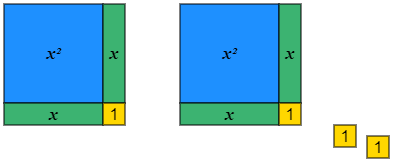 x² x x² x
x 1 x 1
1
1